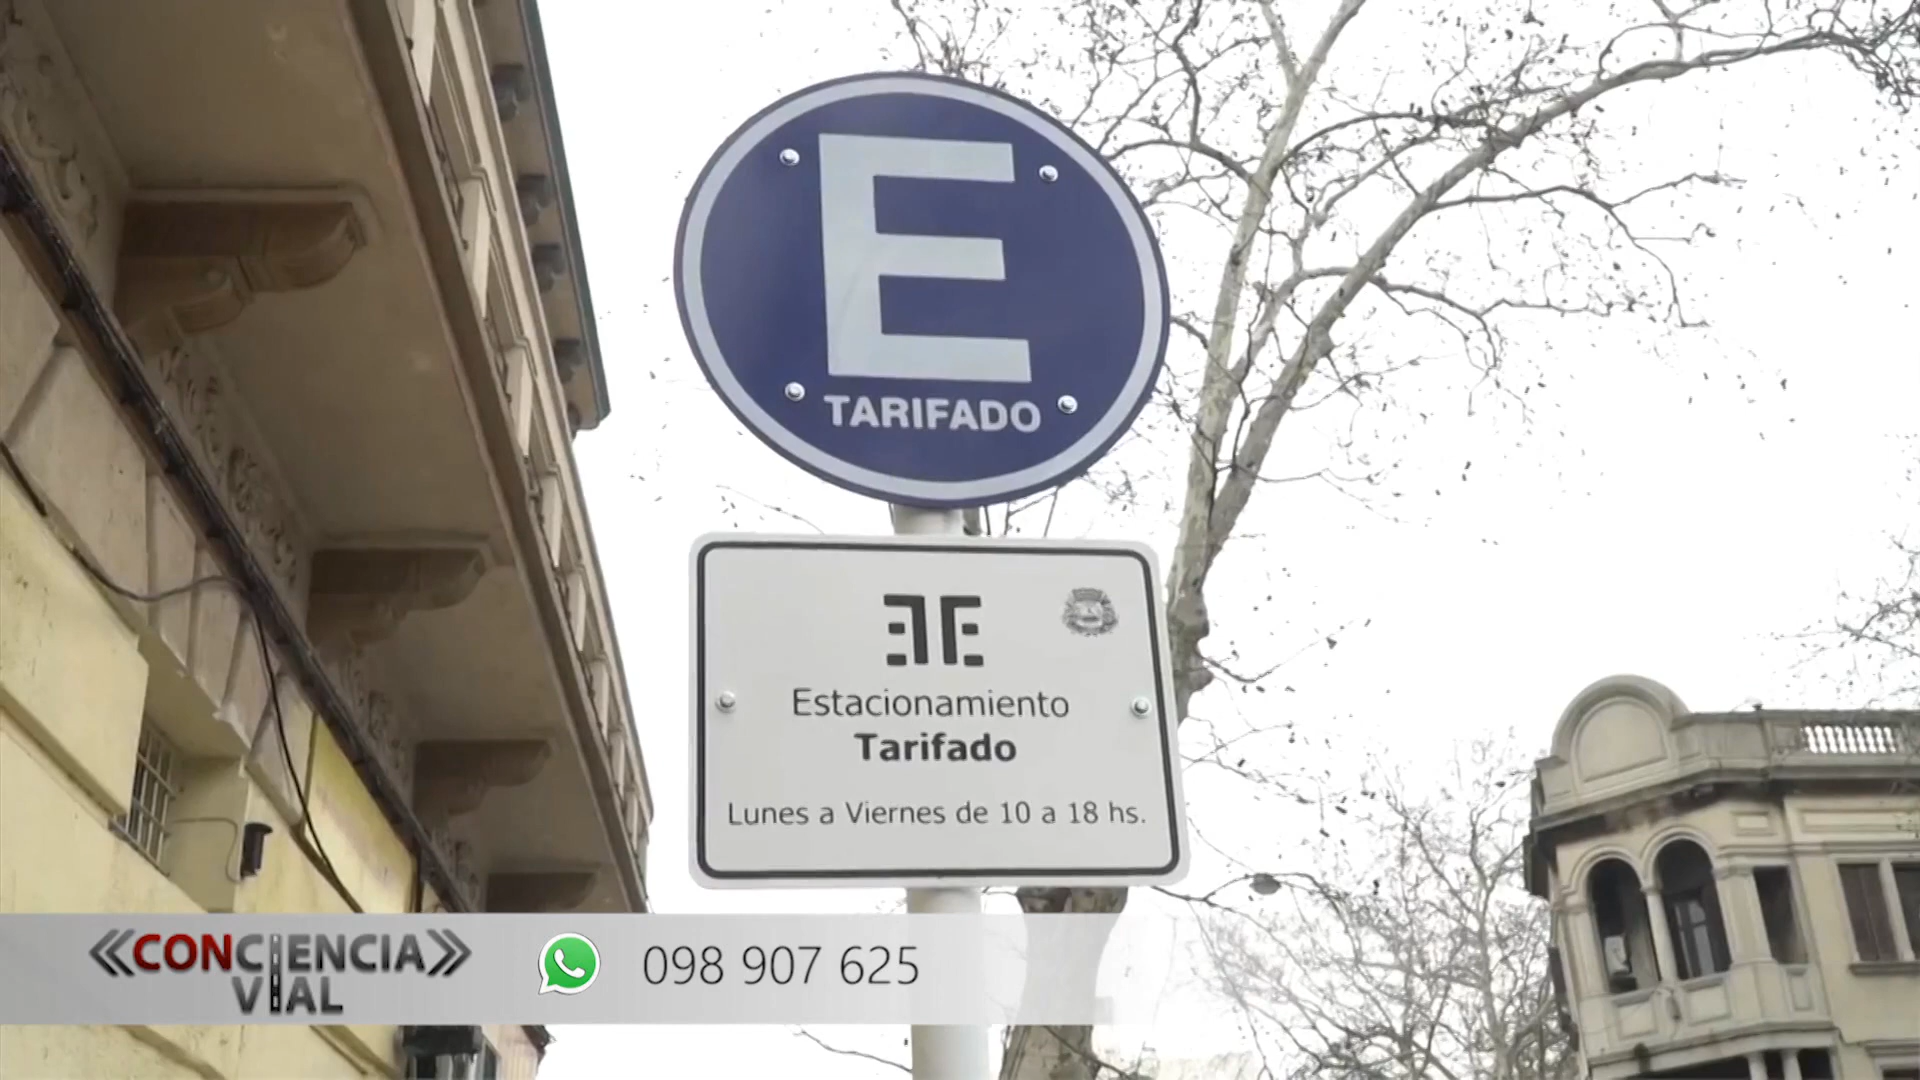 E
TARIFADO
Estacionamiento
Tarifado
Lunes a Viernes de 10 a 18 hs.
CONCIENCIA
VIAL
098 907 625